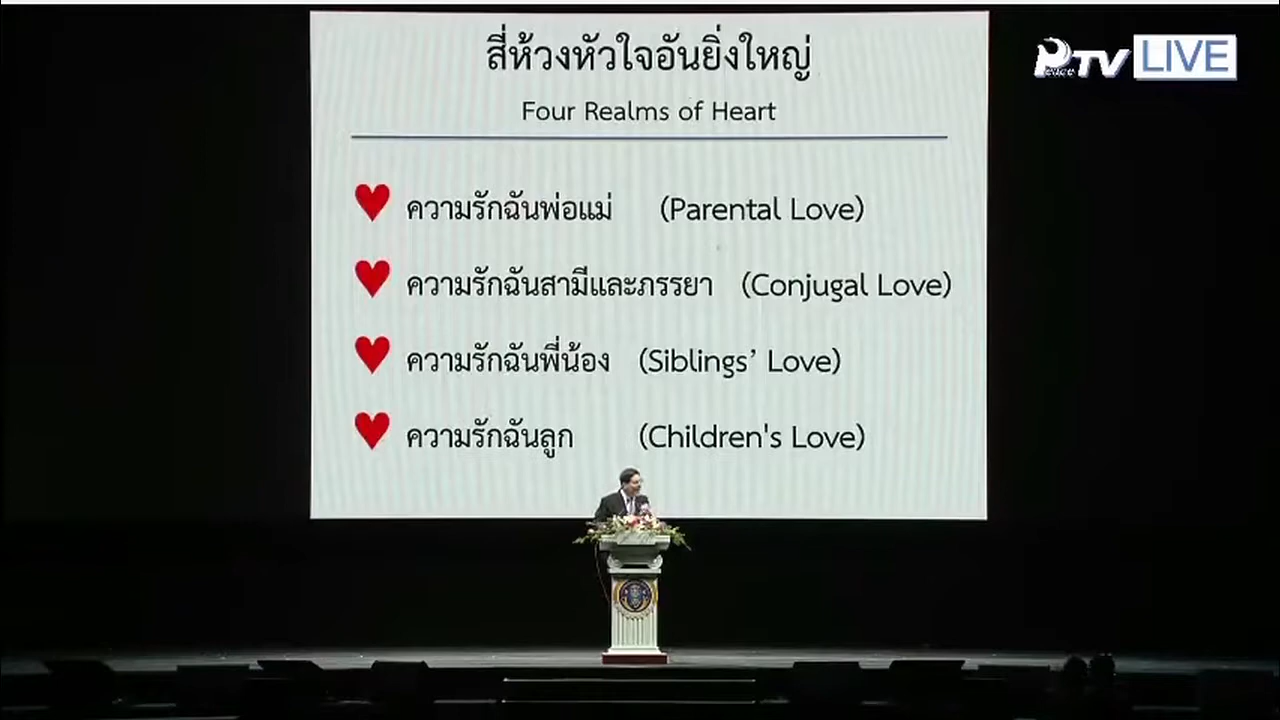 สี่ห้วงหัวใจอันยิ่งใหญ่
Four Realms of Heart
ความรักฉันพ่อแม่ (Parental Love)
ความรักฉันสามีและภรรยา (Conjugal Love)
ความรักฉันพี่น้อง (Siblings’ Love)
ความรักฉันลูก (Children's Love)
Peace TV LIVE